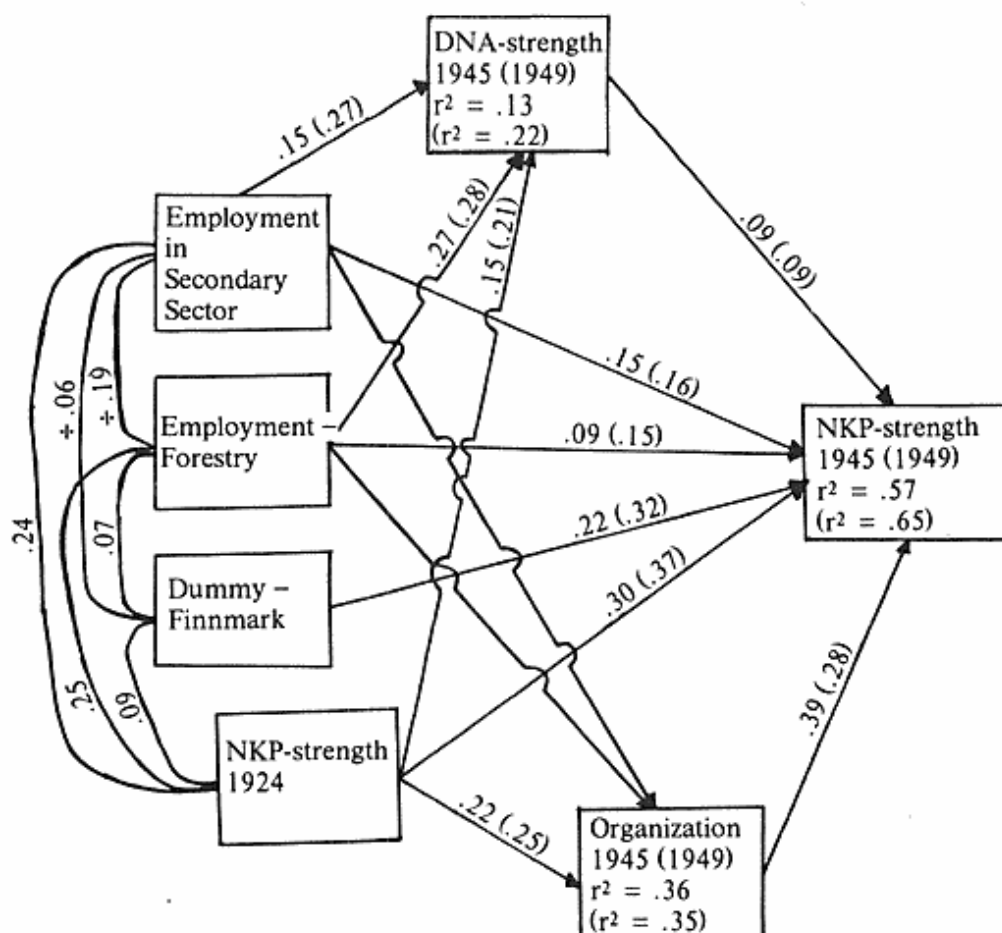 DNA-strength
1945 (1949)
r² = .13
(r² = .22)
.15 (.27)
Employment
in
Secondary
Sector
.27 (.28)
.15 (.21)
.09 (.09)
.15 (.16)
÷.06
÷.19
Employment –
Forestry
.09 (.15)
NKP-strength
1945 (1949)
r² = .57
(r² = .65)
.24
.07
.22 (.32)
Dummy –
Finnmark
.30 (.37)
.25
.09
.39 (.28)
NKP-strength
1924
.22 (.25)
Organization
1945 (1949)
r² = .36
(r² = .35)